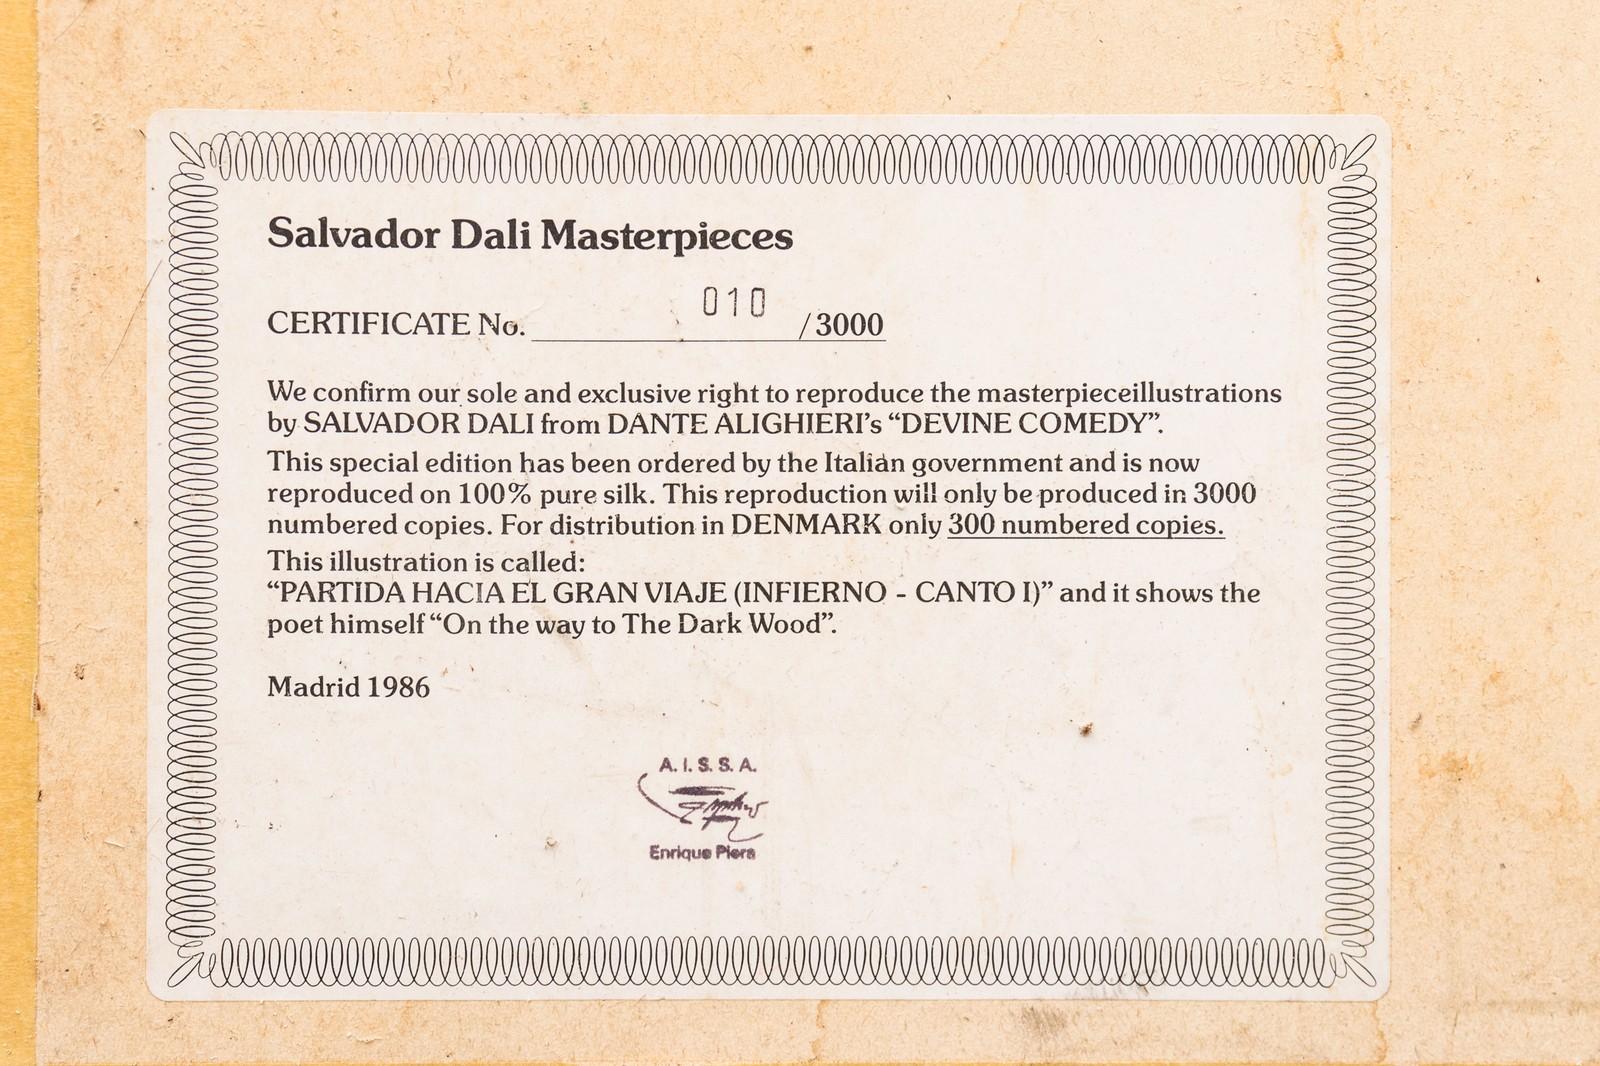 Salvador Dali Masterpieces
CERTIFICATE No. 010 /3000
We confirm our sole and exclusive right to reproduce the masterpieceillustrations
by SALVADOR DALI from DANTE ALIGHIERI's “DEVINE COMEDY”.
This special edition has been ordered by the Italian government and is now
reproduced on 100% pure silk. This reproduction will only be produced in 3000
numbered copies. For distribution in DENMARK only 300 numbered copies.
This illustration is called:
“PARTIDA HACIA EL GRAN VIAJE (INFIERNO - CANTO I)” and it shows the
poet himself “On the way to The Dark Wood”.
Madrid 1986
A. I. S. S. A.
Enrique Piera